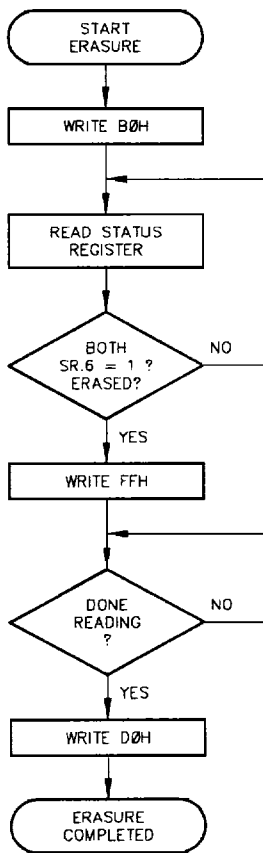 START
ERASURE
WRITE BØH
READ STATUS
REGISTER
BOTH
SR.6 = 1 ?
ERASED?
NO
YES
WRITE FFH
DONE
READING
?
NO
YES
WRITE DØH
ERASURE
COMPLETED